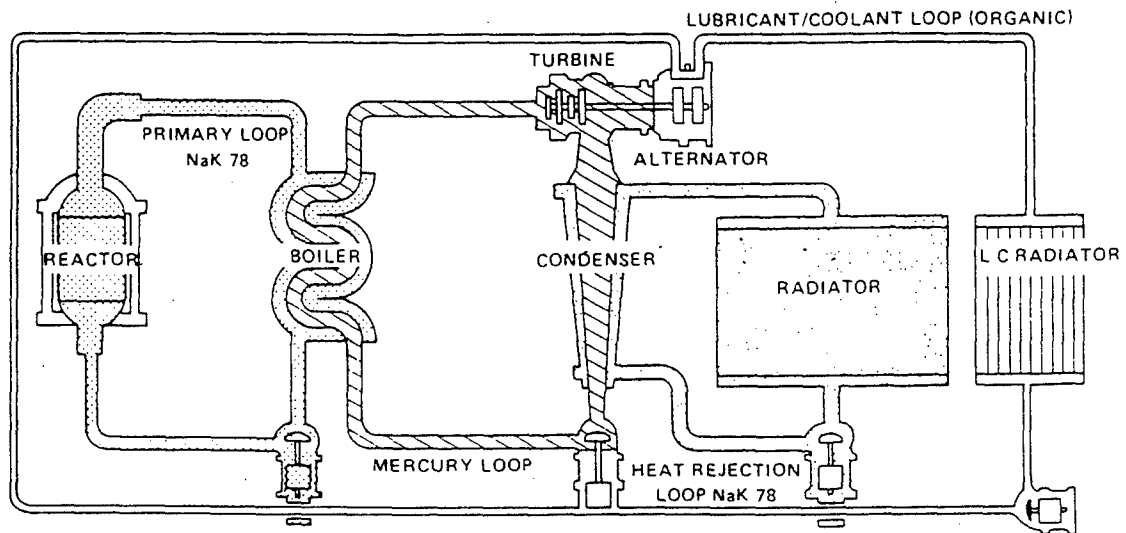 LUBRICANT/COOLANT LOOP (ORGANIC)
TURBINE
PRIMARY LOOP
NaK 78
ALTERNATOR
REACTOR
BOILER
CONDENSER
RADIATOR
L C RADIATOR
MERCURY LOOP
HEAT REJECTION
LOOP NaK 78